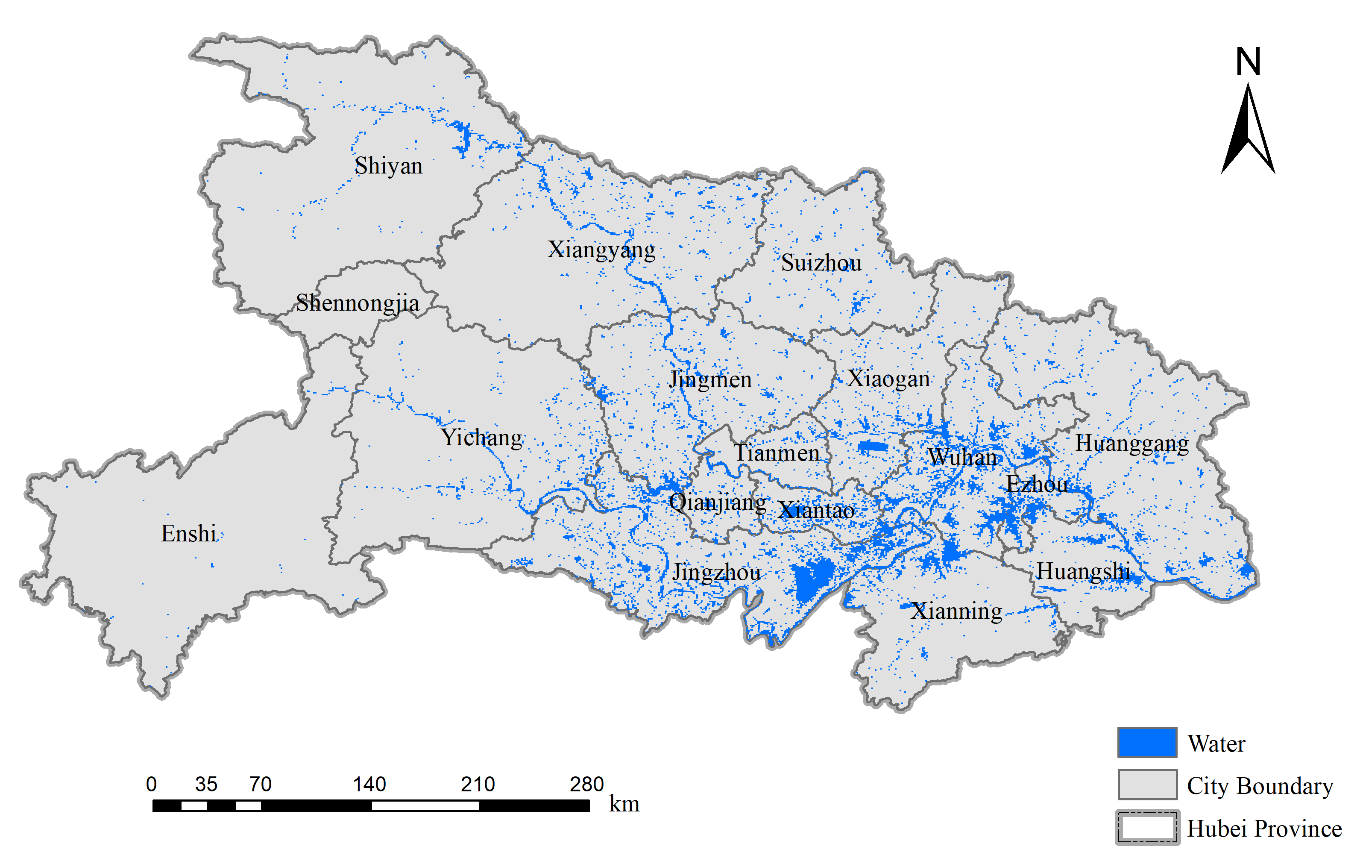 N
Shiyan
Xiangyang
Suizhou
Shennongjia
Jingmen
Xiaogan
Yichang
Tianmen
Wuhan
Huanggang
Ezhou
Qianjiang
Xiantao
Enshi
Jingzhou
Huangshi
Xianning
Water
City Boundary
Hubei Province
0 35 70 140 210 280
km